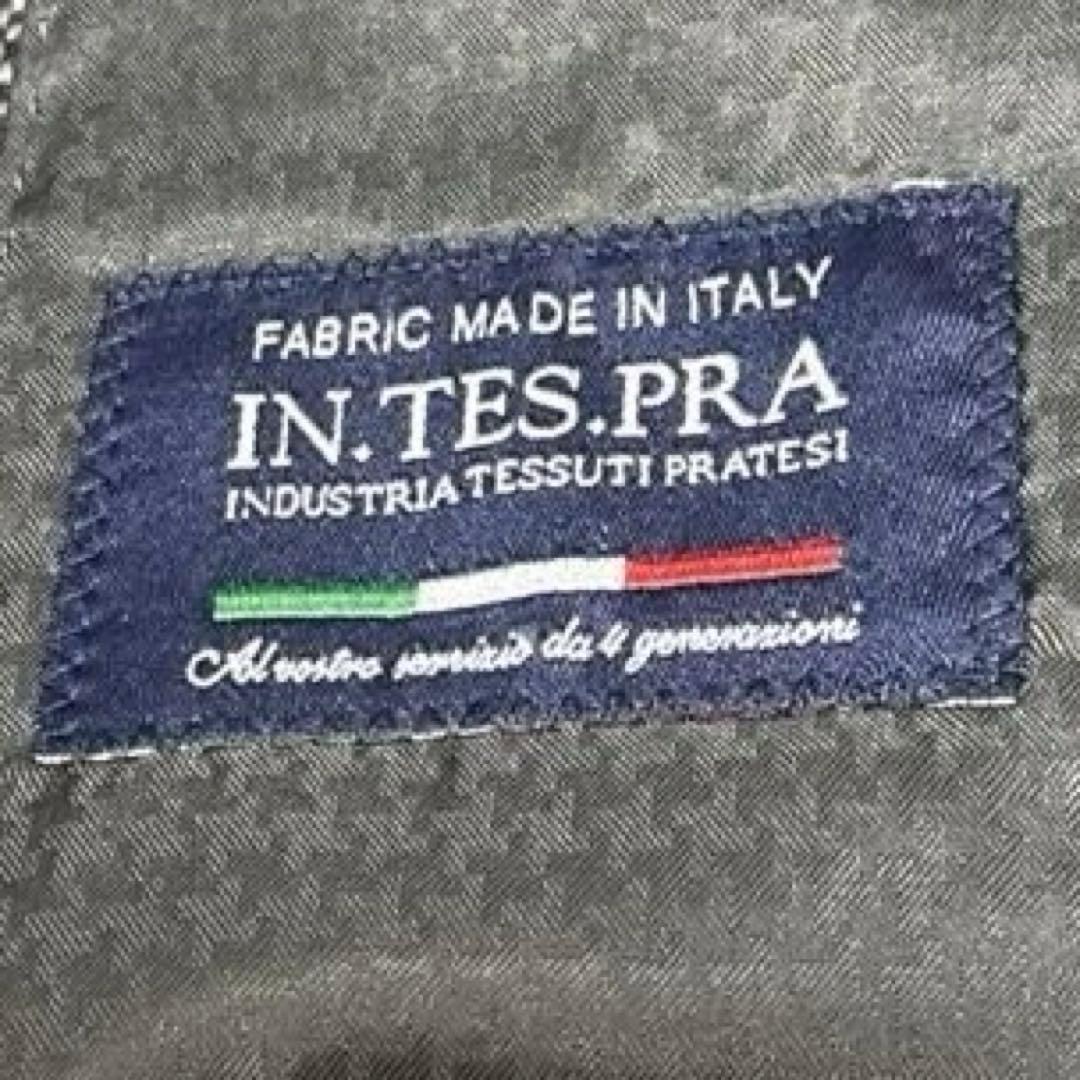 FABRIC MADE IN ITALY
IN.TES.PRA
INDUSTRIA TESSUTI PRATESI
Al vostro servizio da 4 generazioni